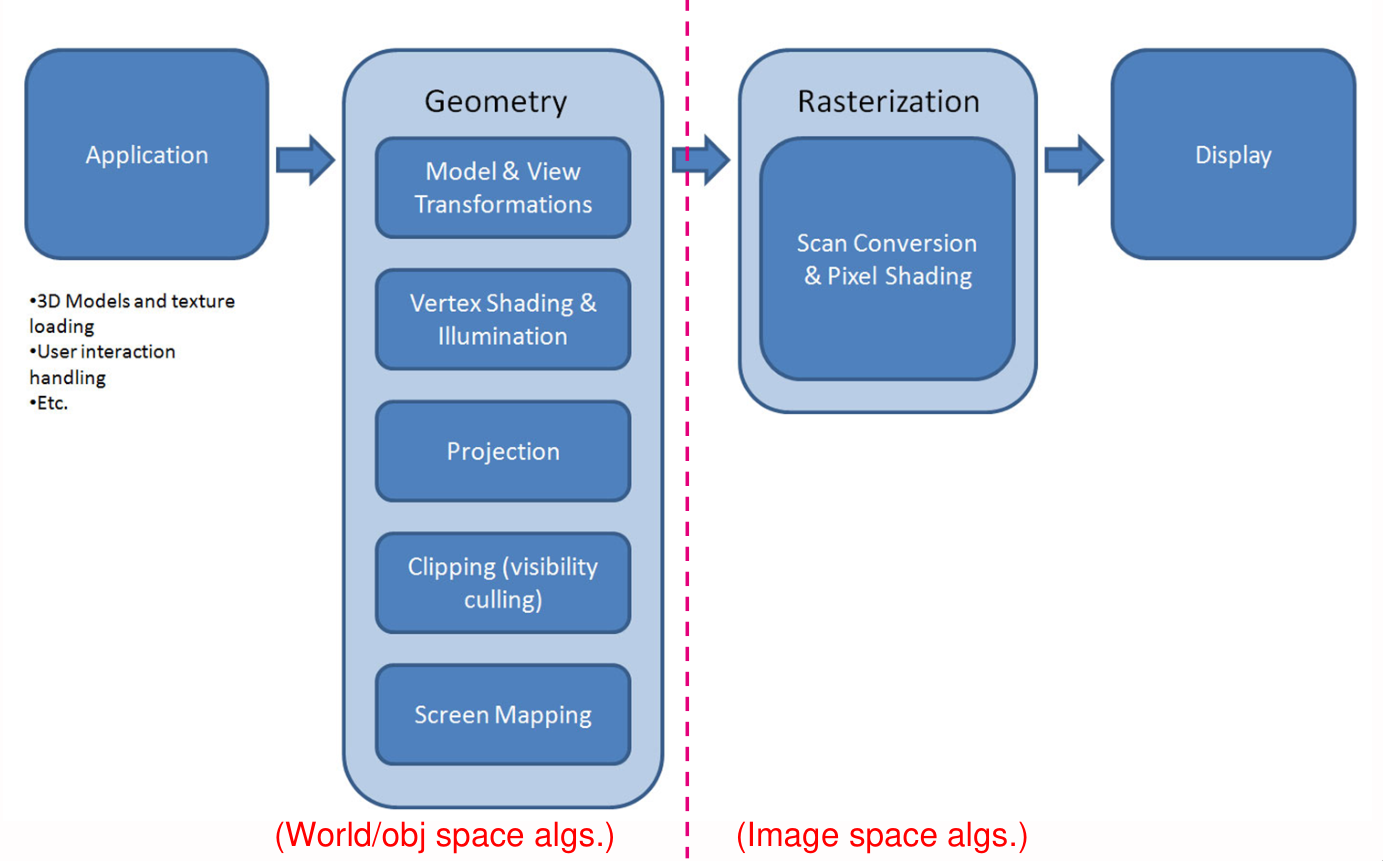 Application
•3D Models and texture
loading
•User interaction
handling
•Etc.
Geometry
Model & View
Transformations
Vertex Shading &
Illumination
Projection
Clipping (visibility
culling)
Screen Mapping
(World/obj space algs.)
Rasterization
Scan Conversion
& Pixel Shading
(Image space algs.)
Display